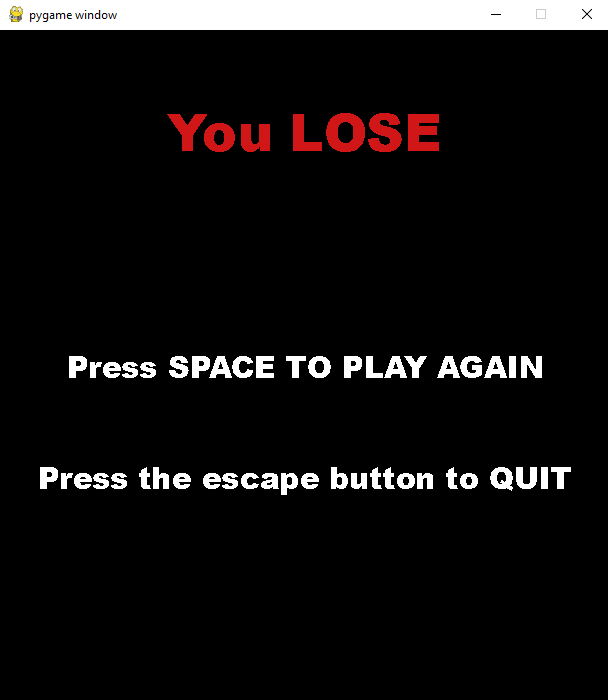 pygame window
You LOSE
Press SPACE TO PLAY AGAIN
Press the escape button to QUIT